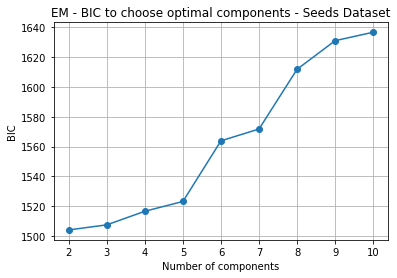 EM - BIC to choose optimal components - Seeds Dataset
1640
1620
1600
1580
1560
1540
1520
1500
BIC
2 3 4 5 6 7 8 9 10
Number of components